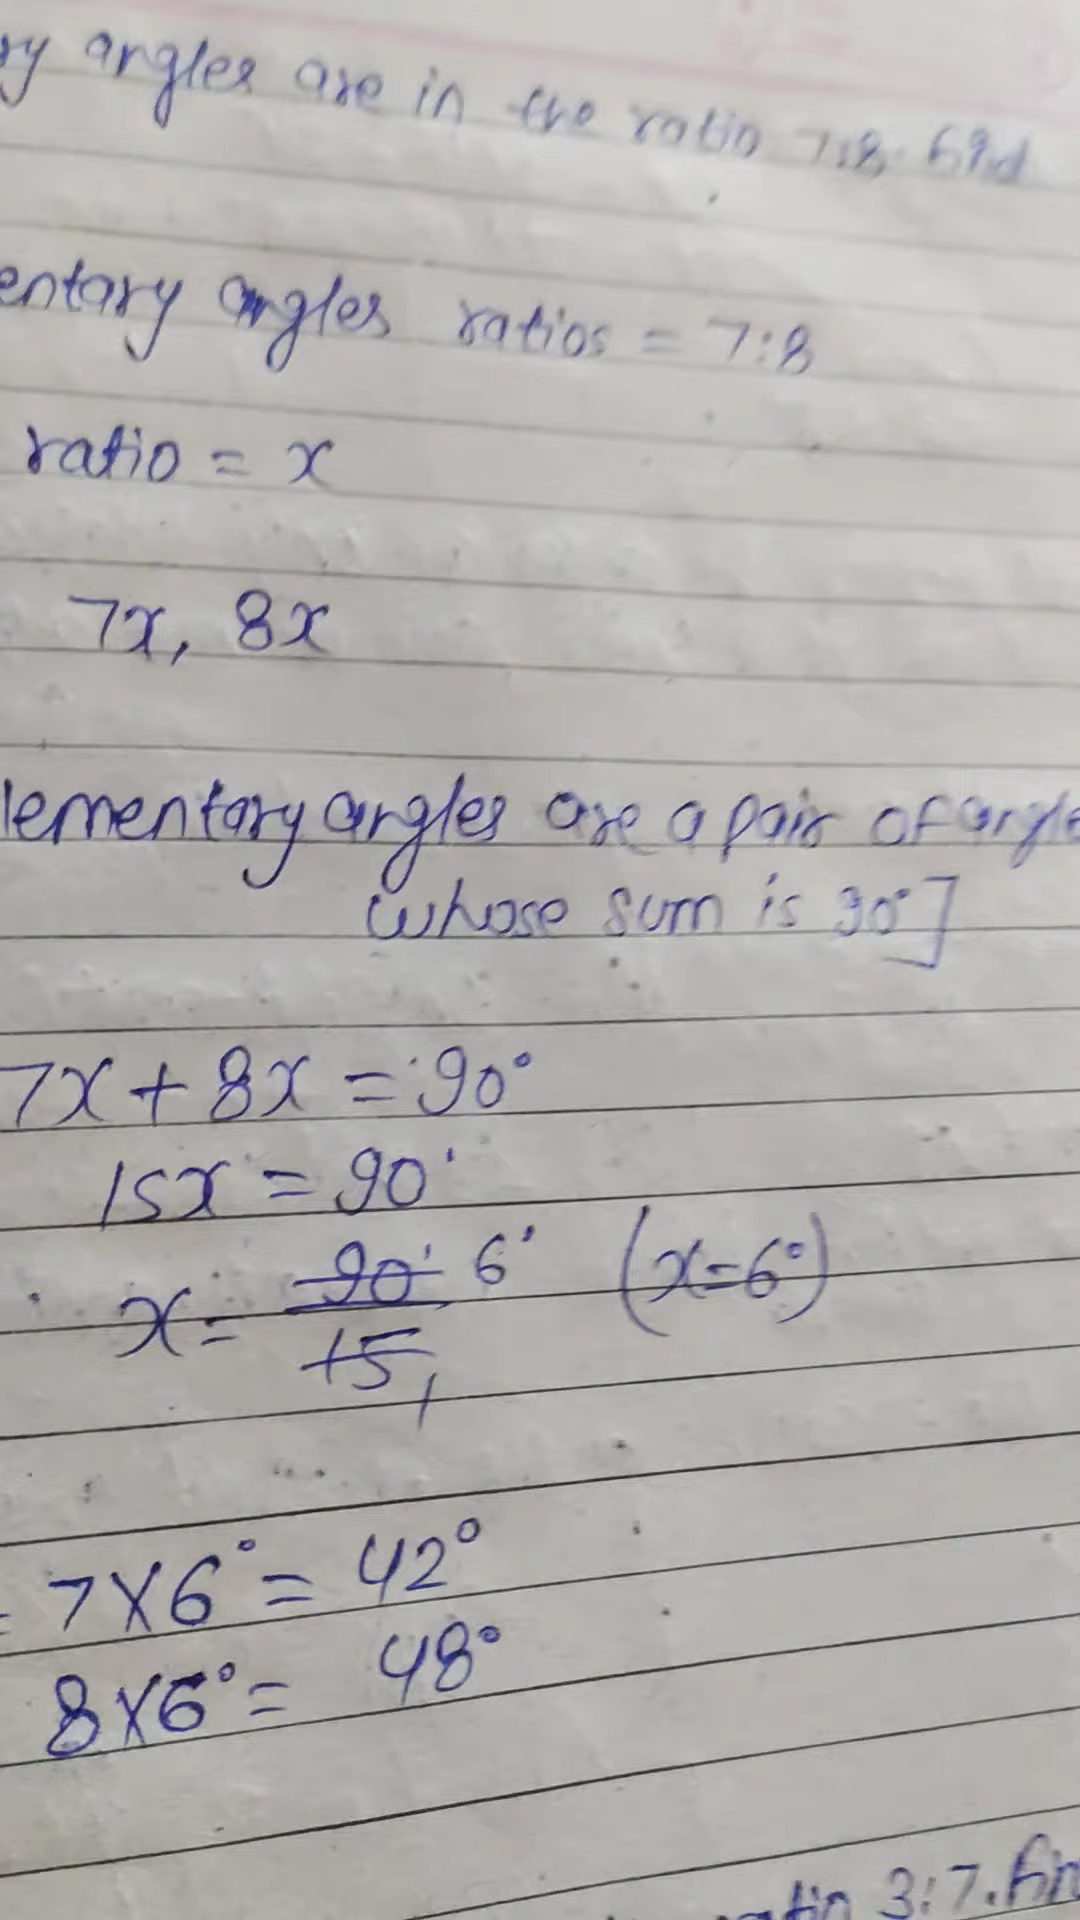 ry angles are in the ratio 7:8. find
entary angles ratios = 7:8
ratio = x
7x, 8x
lementary angles are a pair of angle
whose sum is 90°]
7x + 8x = 90°
15x = 90°
x = 90° 6° (x=6°)
15 1
= 7×6° = 42°
8×6° = 48°
3:7. fin